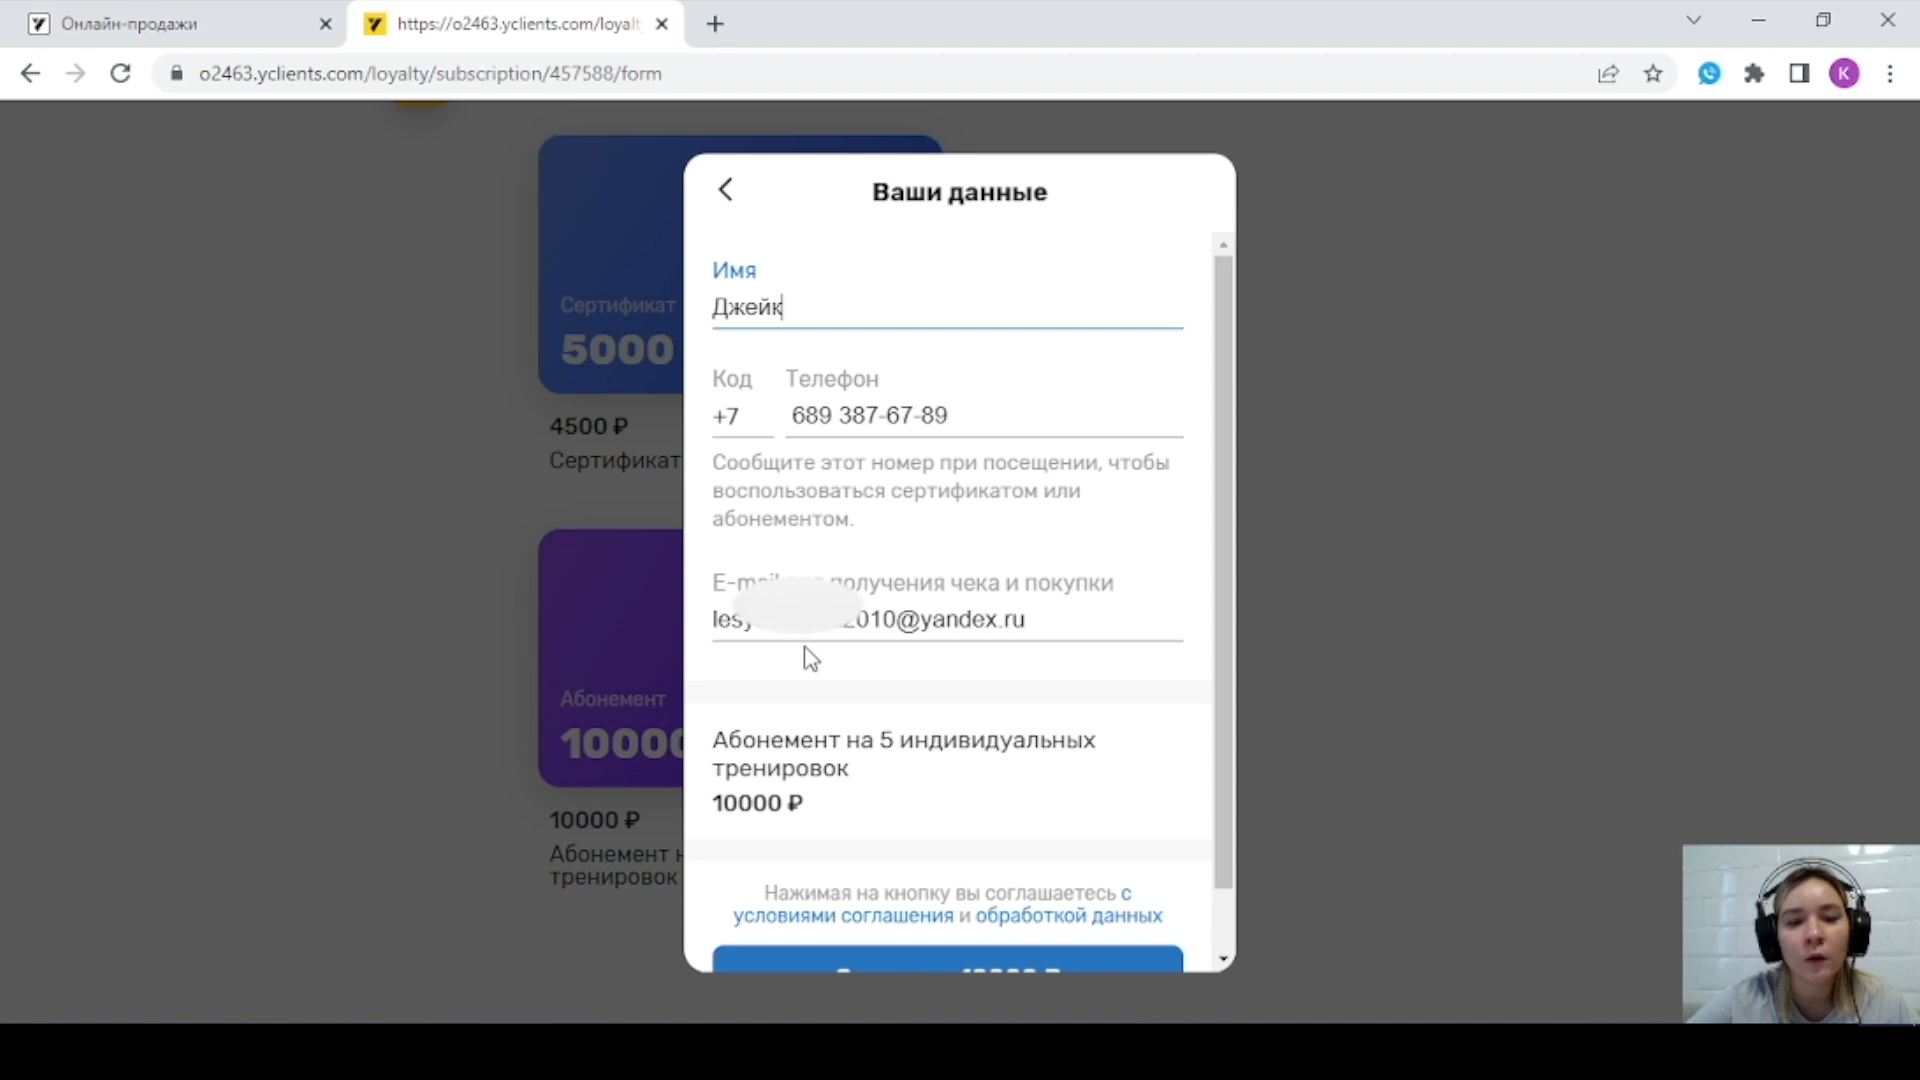 Онлайн-продажи
https://o2463.yclients.com/loyalt
o2463.yclients.com/loyalty/subscription/457588/form
K
Ваши данные
Имя
Джейк
Код Телефон
+7 689 387-67-89
Сообщите этот номер при посещении, чтобы
воспользоваться сертификатом или
абонементом.
получения чека и покупки
2010@yandex.ru
Абонемент на 5 индивидуальных
тренировок
10000 ₽
Нажимая на кнопку вы соглашаетесь с
условиями соглашения и обработкой данных
Сертификат
5000
4500 ₽
Сертификат
Абонемент
10000
10000 ₽
Абонемент н
тренировок